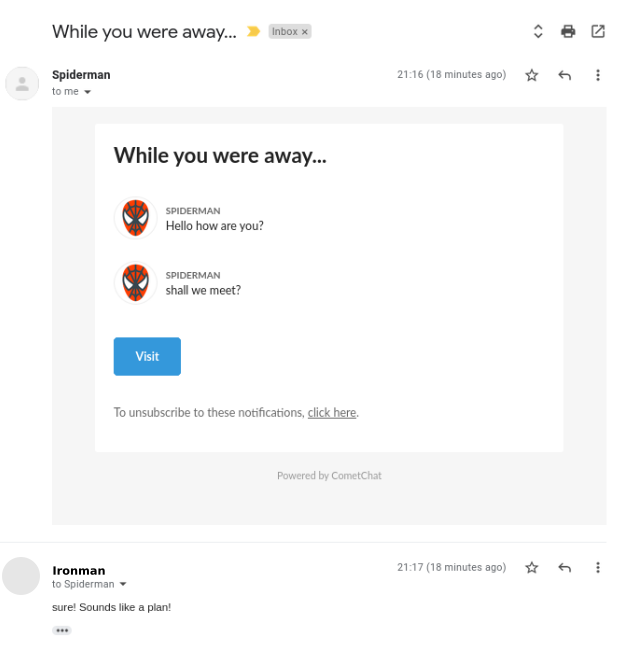 While you were away... Inbox ×
Spiderman 21:16 (18 minutes ago)
to me
While you were away...
SPIDERMAN
Hello how are you?
SPIDERMAN
shall we meet?
Visit
To unsubscribe to these notifications, click here.
Powered by CometChat
Ironman 21:17 (18 minutes ago)
to Spiderman
sure! Sounds like a plan!